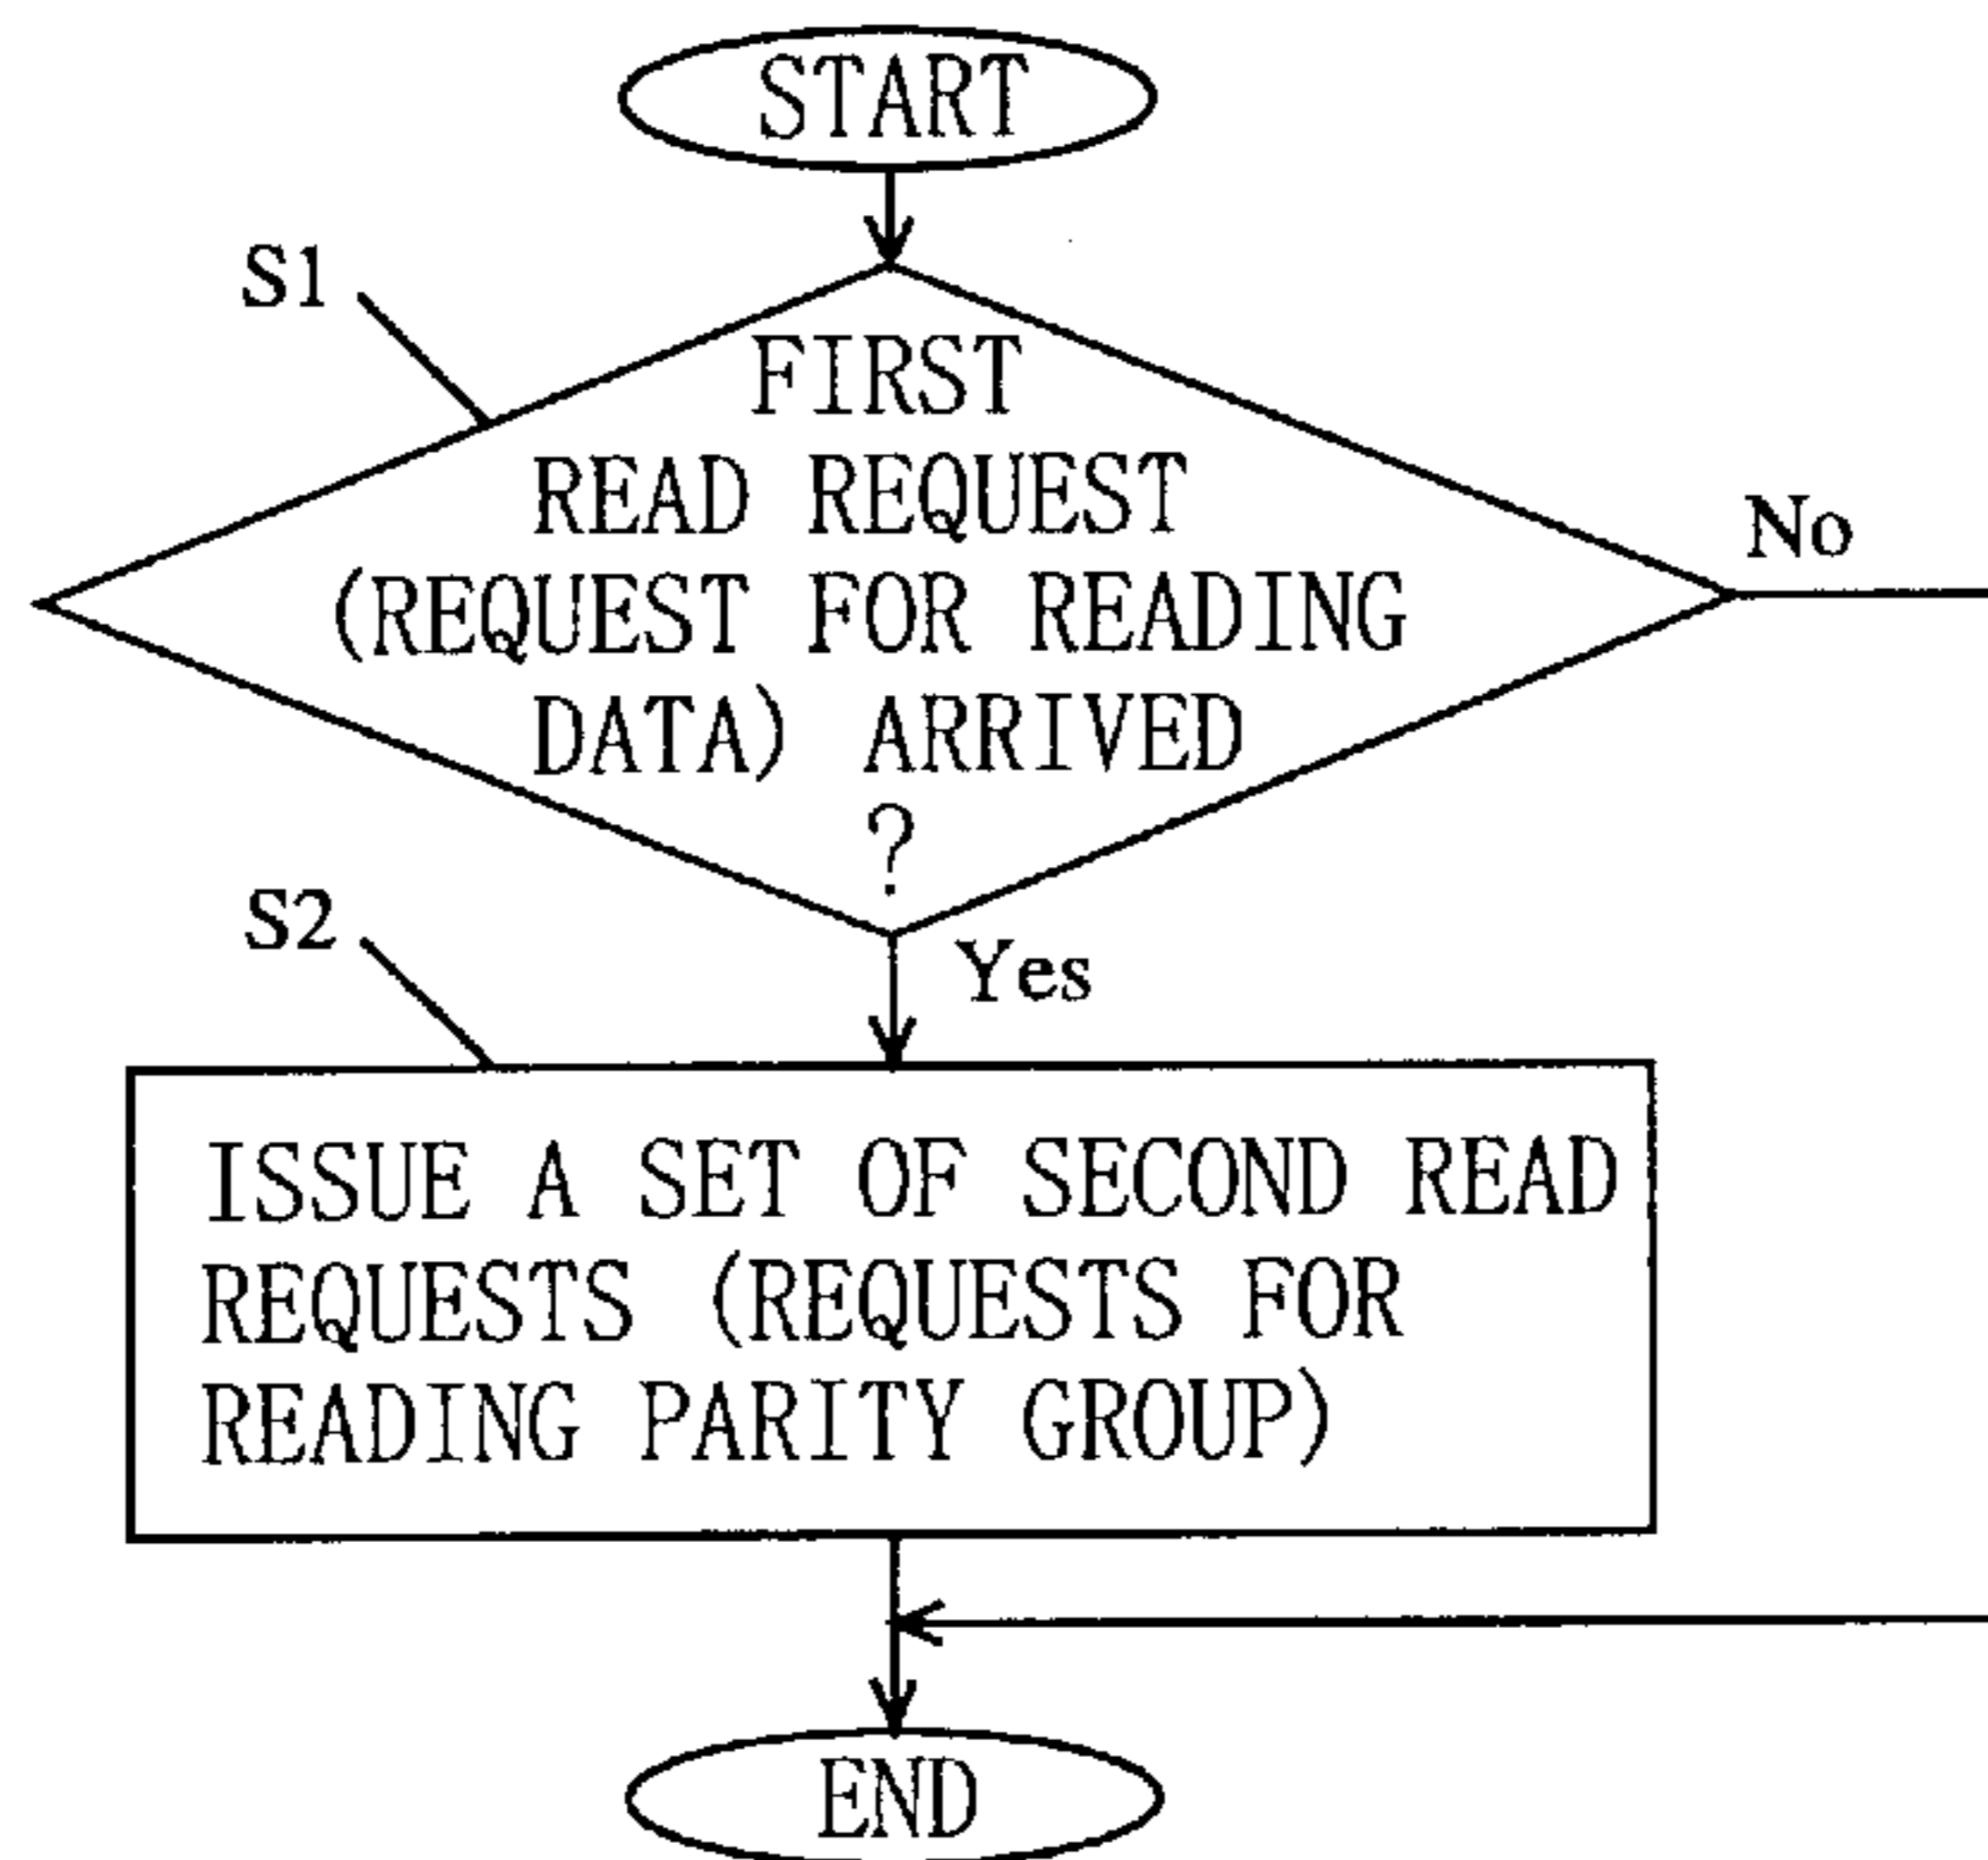 START
S1
FIRST
READ REQUEST
(REQUEST FOR READING
DATA) ARRIVED
?
No
S2
Yes
ISSUE A SET OF SECOND READ
REQUESTS (REQUESTS FOR
READING PARITY GROUP)
END